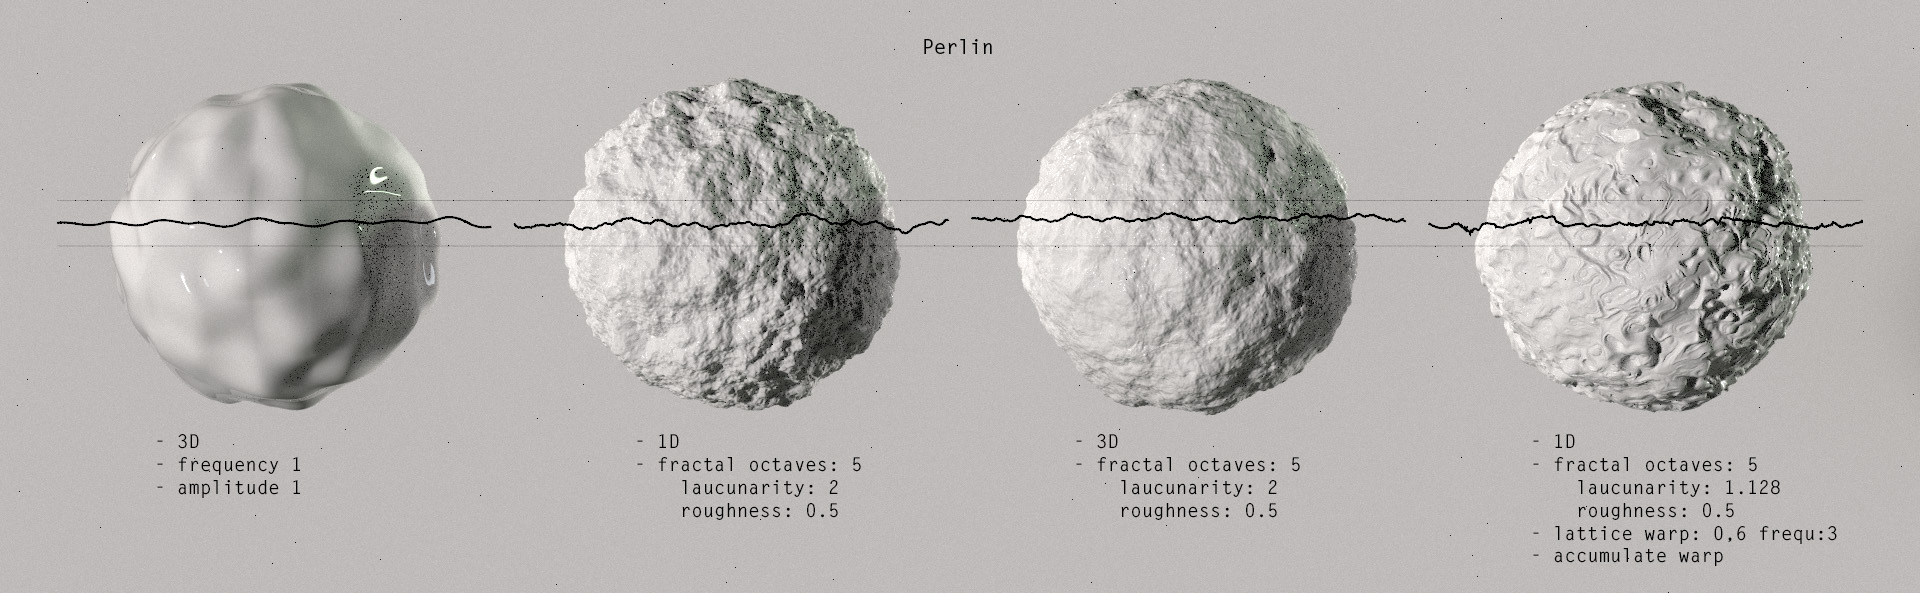 Perlin
- 3D
- frequency 1
- amplitude 1
- 1D
- fractal octaves: 5
laucunarity: 2
roughness: 0.5
- 3D
- fractal octaves: 5
laucunarity: 2
roughness: 0.5
- 1D
- fractal octaves: 5
laucunarity: 1.128
roughness: 0.5
- lattice warp: 0,6 frequ:3
- accumulate warp